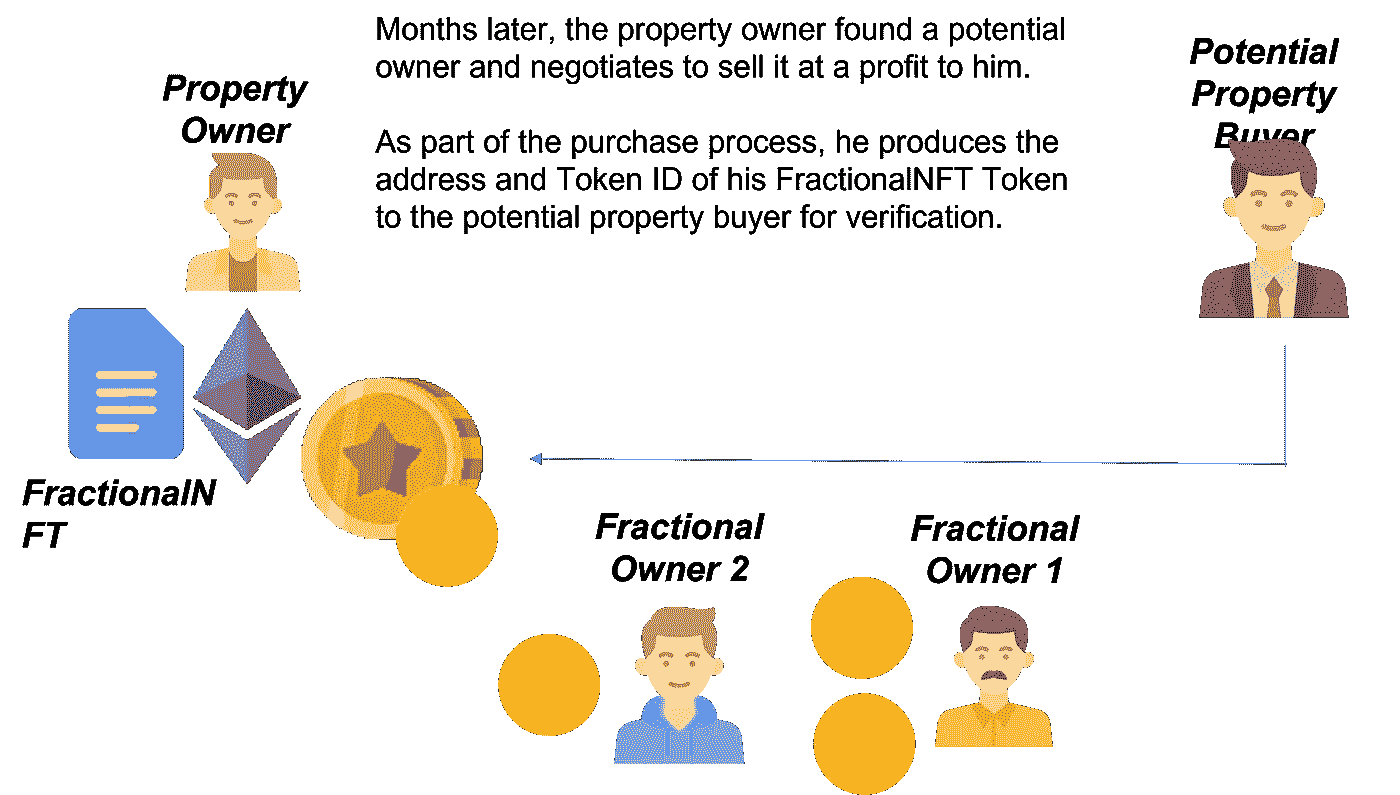 Months later, the property owner found a potential
owner and negotiates to sell it at a profit to him.
As part of the purchase process, he produces the
address and Token ID of his FractionalNFT Token
to the potential property buyer for verification.
Property
Owner
Potential
Property
Buyer
FractionalN
FT
Fractional
Owner 2
Fractional
Owner 1